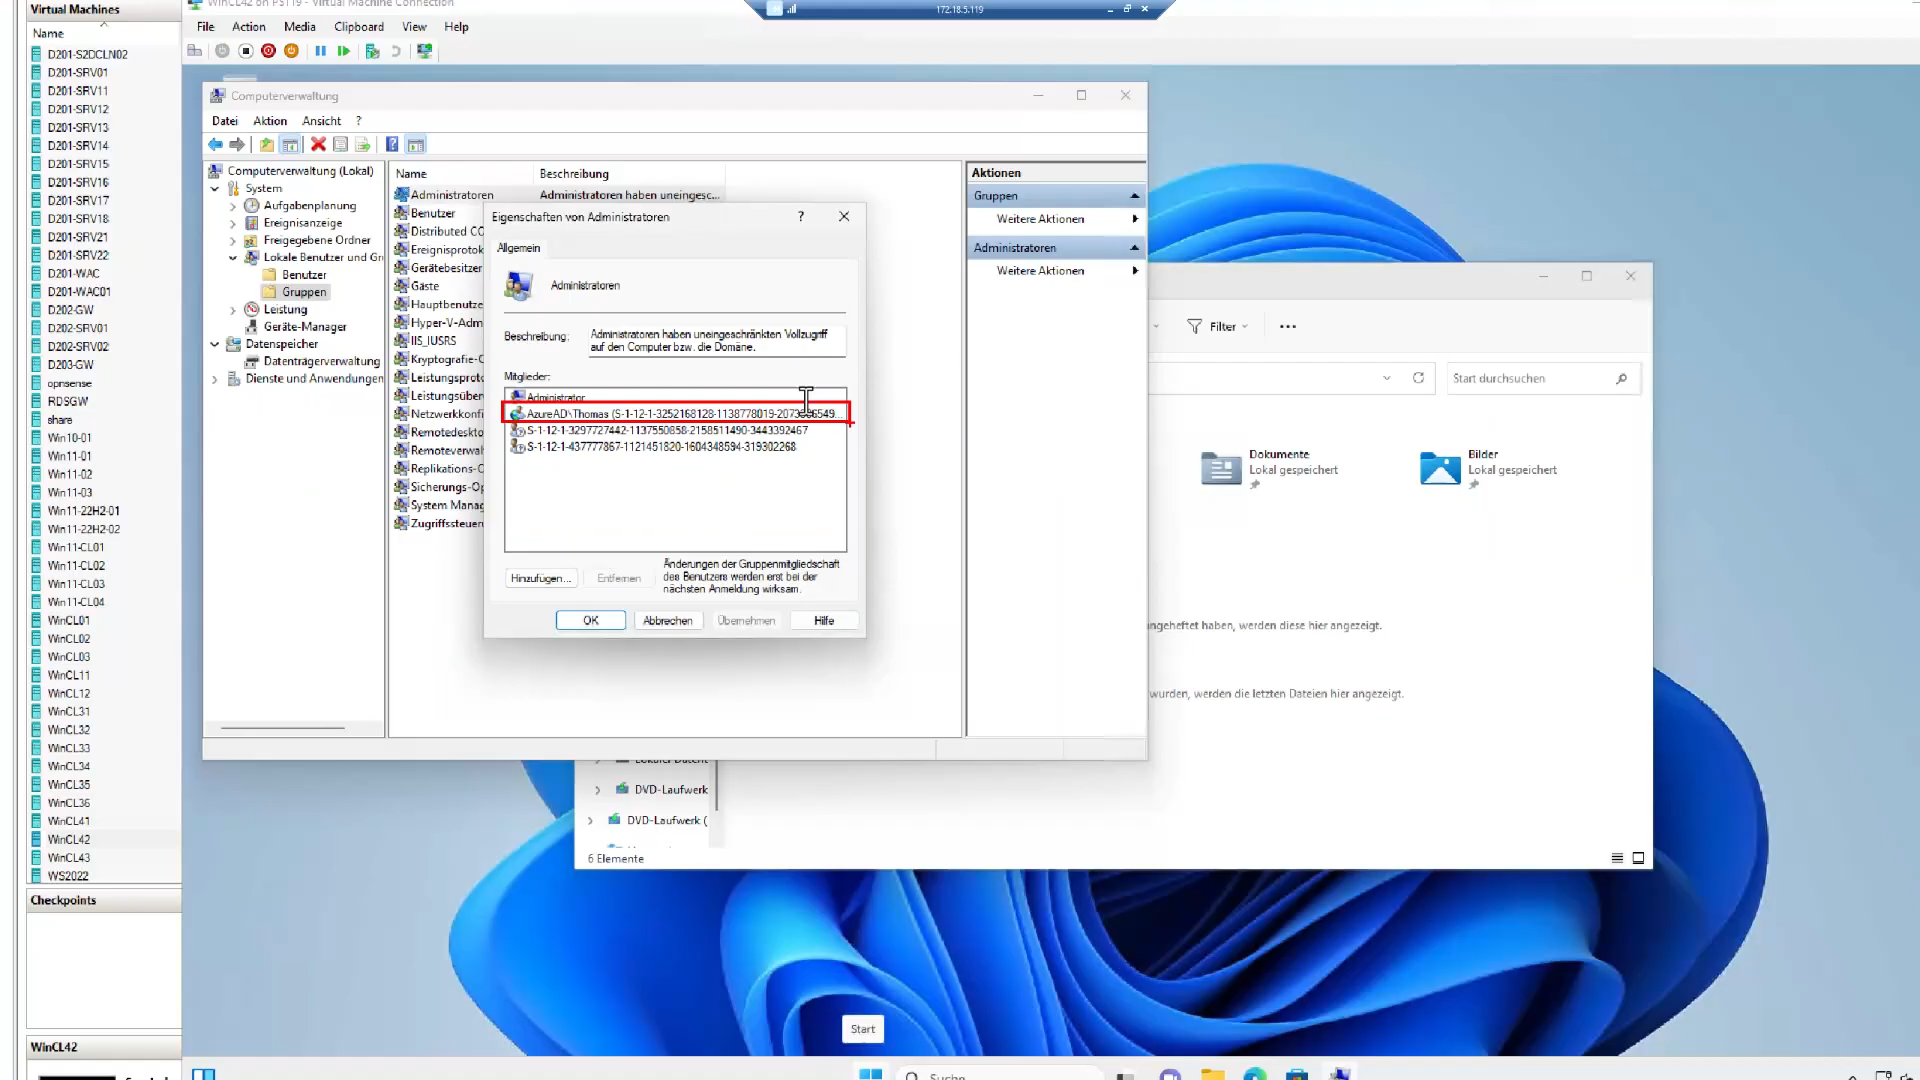 Virtual Machines
Name
D201-S2DCLN02
D201-SRV01
D201-SRV11
D201-SRV12
D201-SRV13
D201-SRV14
D201-SRV15
D201-SRV16
D201-SRV17
D201-SRV18
D201-SRV21
D201-SRV22
D201-WAC
D201-WAC01
D202-GW
D202-SRV01
D202-SRV02
D203-GW
opnsense
RDSGW
share
Win10-01
Win11-01
Win11-02
Win11-03
Win11-22H2-01
Win11-22H2-02
Win11-CL01
Win11-CL02
Win11-CL03
Win11-CL04
WinCL01
WinCL02
WinCL03
WinCL11
WinCL12
WinCL31
WinCL32
WinCL33
WinCL34
WinCL35
WinCL36
WinCL41
WinCL42
WinCL43
WS2022
Checkpoints
WinCL42
WinCL42 on PST19 - Virtual Machine Connection
172.18.5.119
File Action Media Clipboard View Help
Computerverwaltung
Datei Aktion Ansicht ?
Computerverwaltung (Lokal)
System
Aufgabenplanung
Ereignisanzeige
Freigegebene Ordner
Lokale Benutzer und Gr
Benutzer
Gruppen
Leistung
Geräte-Manager
Datenspeicher
Datenträgerverwaltung
Dienste und Anwendungen
Name Beschreibung
Administratoren Administratoren haben uneingesc...
Benutzer
Distributed CO
Ereignisprotok
Gerätebesitzer
Gäste
Hauptbenutze
Hyper-V-Adm
IIS_IUSRS
Kryptografie-O
Leistungsproto
Leistungsüber
Netzwerkkonfi
Remotedeskto
Remoteverwal
Replikations-O
Sicherungs-Op
System Manag
Zugriffssteuer
Aktionen
Gruppen
Weitere Aktionen
Administratoren
Weitere Aktionen
Eigenschaften von Administratoren ?
Allgemein
Administratoren
Beschreibung: Administratoren haben uneingeschränkten Vollzugriff
auf den Computer bzw. die Domäne.
Mitglieder:
Administrator
AzureAD\Thomas (S-1-12-1-3252168128-1138778019-2073
S-1-12-1-3297727442-1137550858-2158511490-3443392467
S-1-12-1-437777867-1121451820-1604348594-319302268
Hinzufügen... Entfernen
Änderungen der Gruppenmitgliedschaft
des Benutzers werden erst bei der
nächsten Anmeldung wirksam.
OK Abbrechen Übernehmen Hilfe
Filter
Start durchsuchen
Dokumente
Lokal gespeichert
Bilder
Lokal gespeichert
ngeheftet haben, werden diese hier angezeigt.
wurden, werden die letzten Dateien hier angezeigt.
DVD-Laufwerk
DVD-Laufwerk (
6 Elemente
Start
Suche